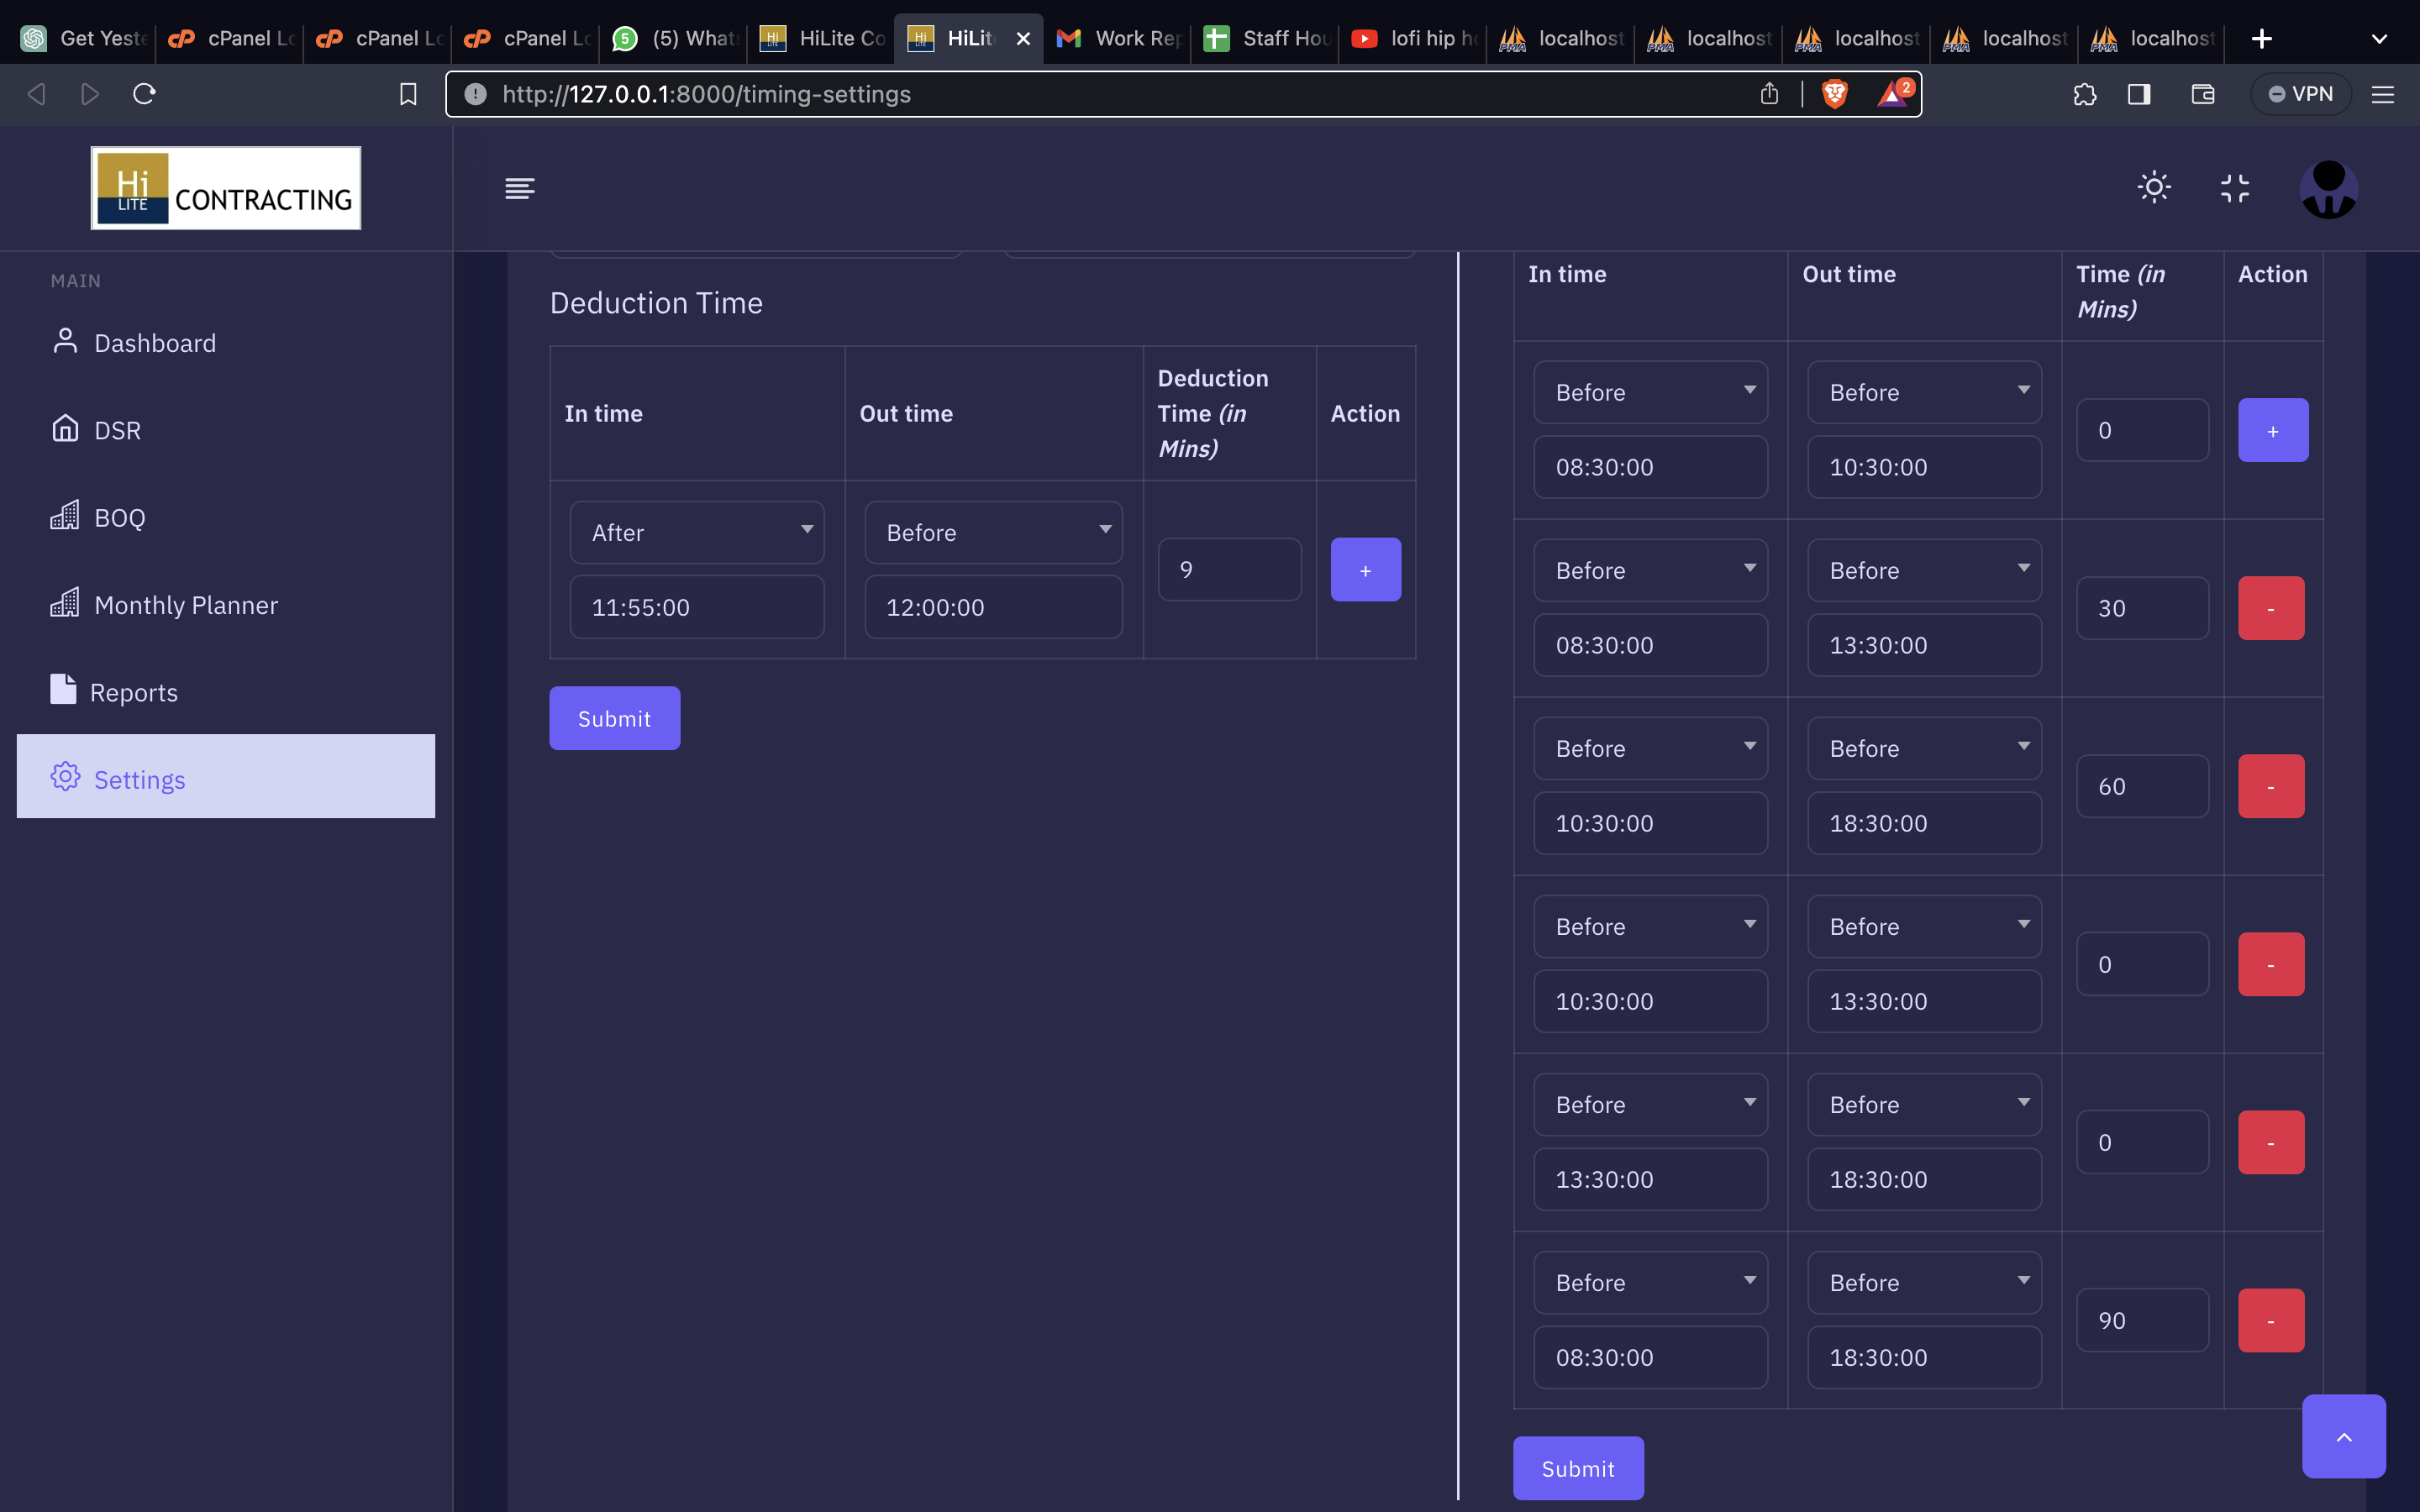 Get Yeste
cPanel Lo
cPanel Lo
cPanel Lo
5
(5) What
HiLite Co
HiLit
Work Rep
Staff Hou
lofi hip h
localhost
localhost
localhost
localhost
localhost
http://127.0.0.1:8000/timing-settings
2
VPN
Hi
LITE
CONTRACTING
MAIN
Dashboard
DSR
BOQ
Monthly Planner
Reports
Settings
Deduction Time
In time
Out time
Deduction
Time (in
Mins)
Action
After
Before
11:55:00
12:00:00
9
+
Submit
In time
Out time
Time (in
Mins)
Action
Before
Before
08:30:00
10:30:00
0
+
Before
Before
08:30:00
13:30:00
30
-
Before
Before
10:30:00
18:30:00
60
-
Before
Before
10:30:00
13:30:00
0
-
Before
Before
13:30:00
18:30:00
0
-
Before
Before
08:30:00
18:30:00
90
-
Submit